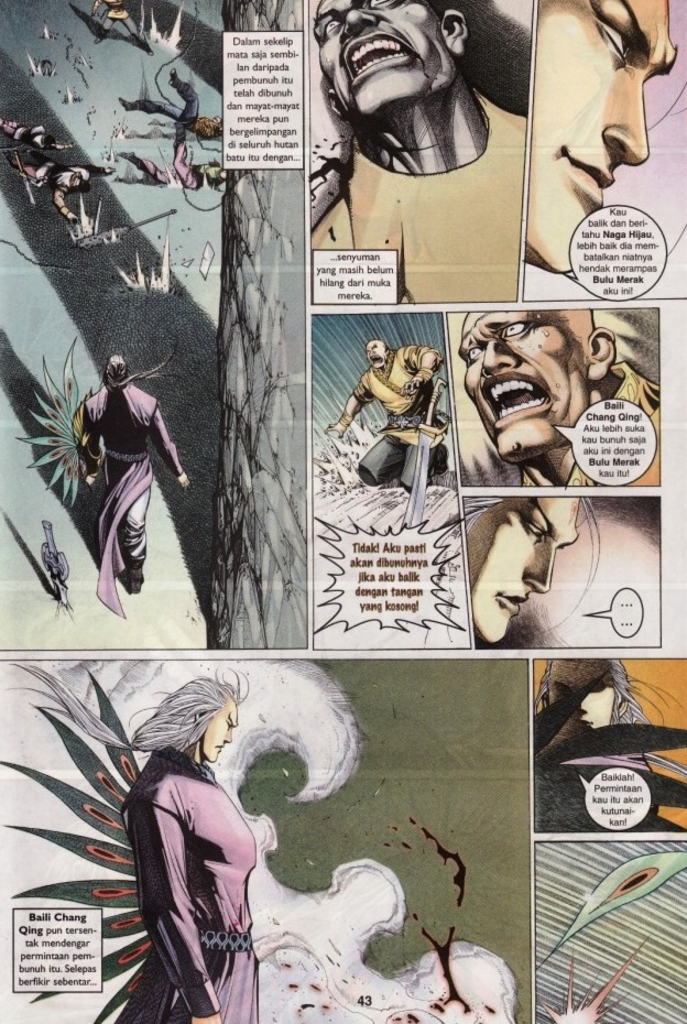 Dalam sekelip
mata saja sembi-
lan daripada
pembunuh itu
telah dibunuh
dan mayat-mayat
mereka pun
bergelimpangan
di seluruh hutan
batu itu dengan...
...senyuman
yang masih belum
hilang dari muka
mereka.
Kau
balik dan beri-
tahu Naga Hijau,
lebih baik dia mem-
batalkan niatnya
hendak merampas
Bulu Merak
aku ini!
Tidak! Aku pasti
akan dibunuhnya
jika aku balik
dengan tangan
yang kosong!
Baili
Chang Qing!
Aku lebih suka
kau bunuh saja
aku ini dengan
Bulu Merak
kau itu!
...
...
Baili Chang
Qing pun tersen-
tak mendengar
permintaan pem-
bunuh itu. Selepas
berfikir sebentar...
Baiklah!
Permintaan
kau itu akan
kutunai-
kan!
43